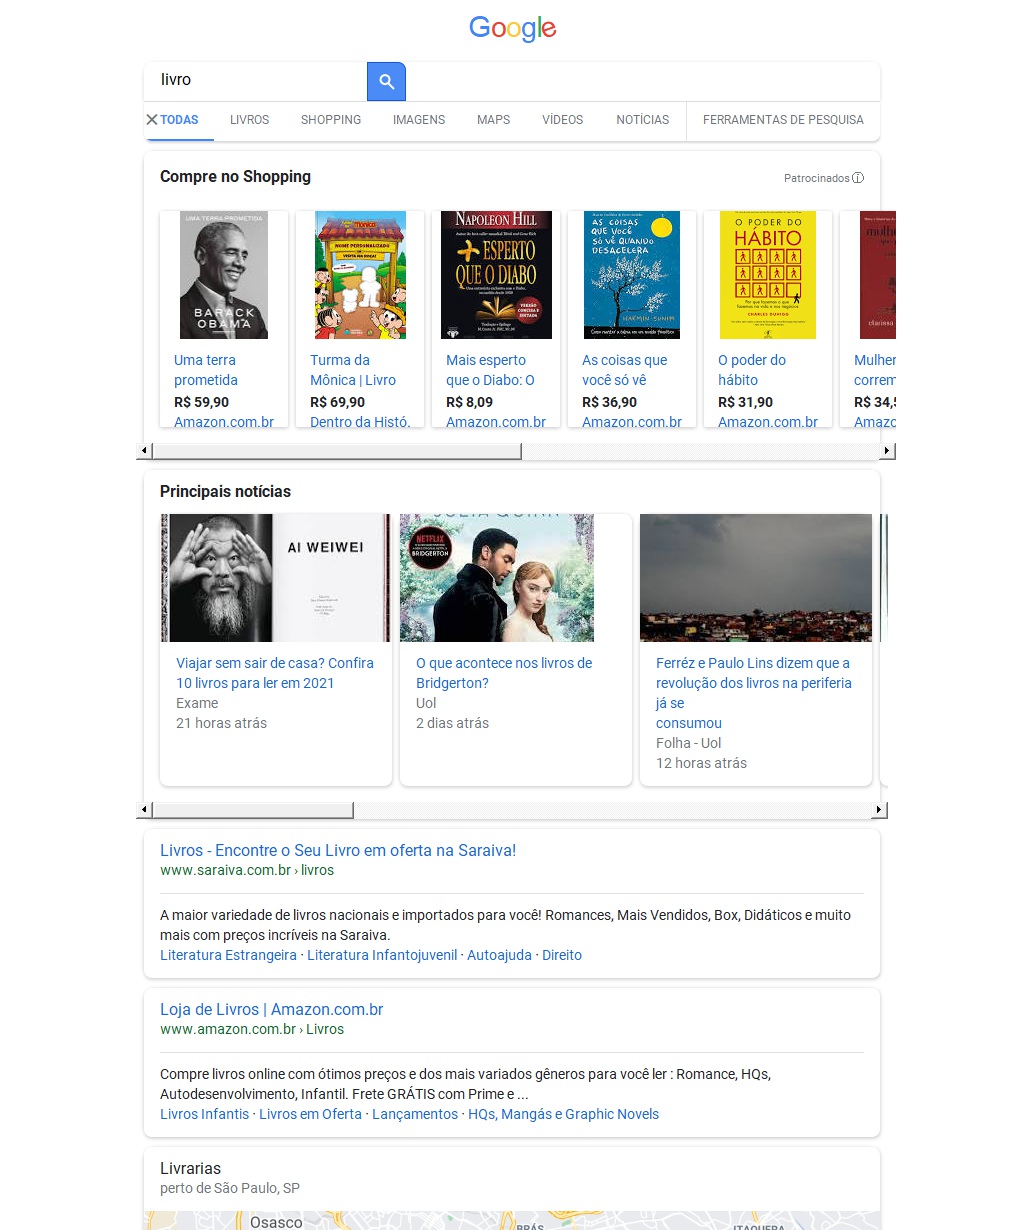 Google
livro
TODAS LIVROS SHOPPING IMAGENS MAPS VÍDEOS NOTÍCIAS FERRAMENTAS DE PESQUISA
Compre no Shopping
Patrocinados
UMA TERRA PROMETIDA
BARACK
OBAMA
NOME PERSONALIZADO
VISITA NA ROÇA!
NAPOLEON HILL
+ ESPERTO
QUE O DIABO
AS COISAS
QUE VOCÊ
SÓ VÊ QUANDO
DESACELERA
HAEMIN SUNIM
O PODER DO
HÁBITO
CHARLES DUHIGG
Uma terra
prometida
R$ 59,90
Amazon.com.br
Turma da
Mônica | Livro
R$ 69,90
Dentro da Histó.
Mais esperto
que o Diabo: O
R$ 8,09
Amazon.com.br
As coisas que
você só vê
R$ 36,90
Amazon.com.br
O poder do
hábito
R$ 31,90
Amazon.com.br
Mulher
correm
R$ 34,5
Amazo
Principais notícias
AI WEIWEI
JULIA QUINN
NETFLIX
BRIDGERTON
Viajar sem sair de casa? Confira
10 livros para ler em 2021
Exame
21 horas atrás
O que acontece nos livros de
Bridgerton?
Uol
2 dias atrás
Ferréz e Paulo Lins dizem que a
revolução dos livros na periferia
já se
consumou
Folha - Uol
12 horas atrás
Livros - Encontre o Seu Livro em oferta na Saraiva!
www.saraiva.com.br › livros
A maior variedade de livros nacionais e importados para você! Romances, Mais Vendidos, Box, Didáticos e muito
mais com preços incríveis na Saraiva.
Literatura Estrangeira · Literatura Infantojuvenil · Autoajuda · Direito
Loja de Livros | Amazon.com.br
www.amazon.com.br › Livros
Compre livros online com ótimos preços e dos mais variados gêneros para você ler : Romance, HQs,
Autodesenvolvimento, Infantil. Frete GRÁTIS com Prime e ...
Livros Infantis · Livros em Oferta · Lançamentos · HQs, Mangás e Graphic Novels
Livrarias
perto de São Paulo, SP
Osasco
BRÁS
ITAQUERA